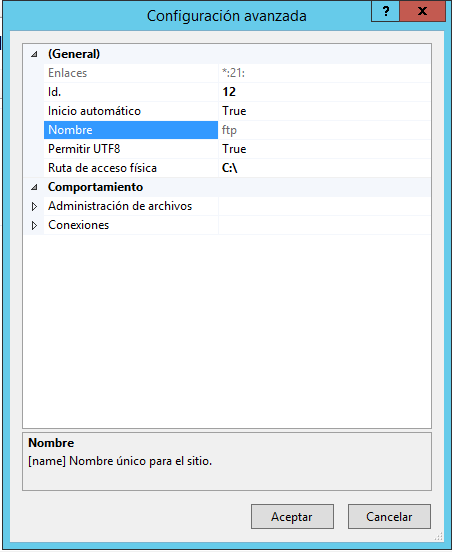 Configuración avanzada
? x
(General)
Enlaces *:21:
Id. 12
Inicio automático True
Nombre ftp
Permitir UTF8 True
Ruta de acceso física C:\
Comportamiento
Administración de archivos
Conexiones
Nombre
[name] Nombre único para el sitio.
Aceptar Cancelar